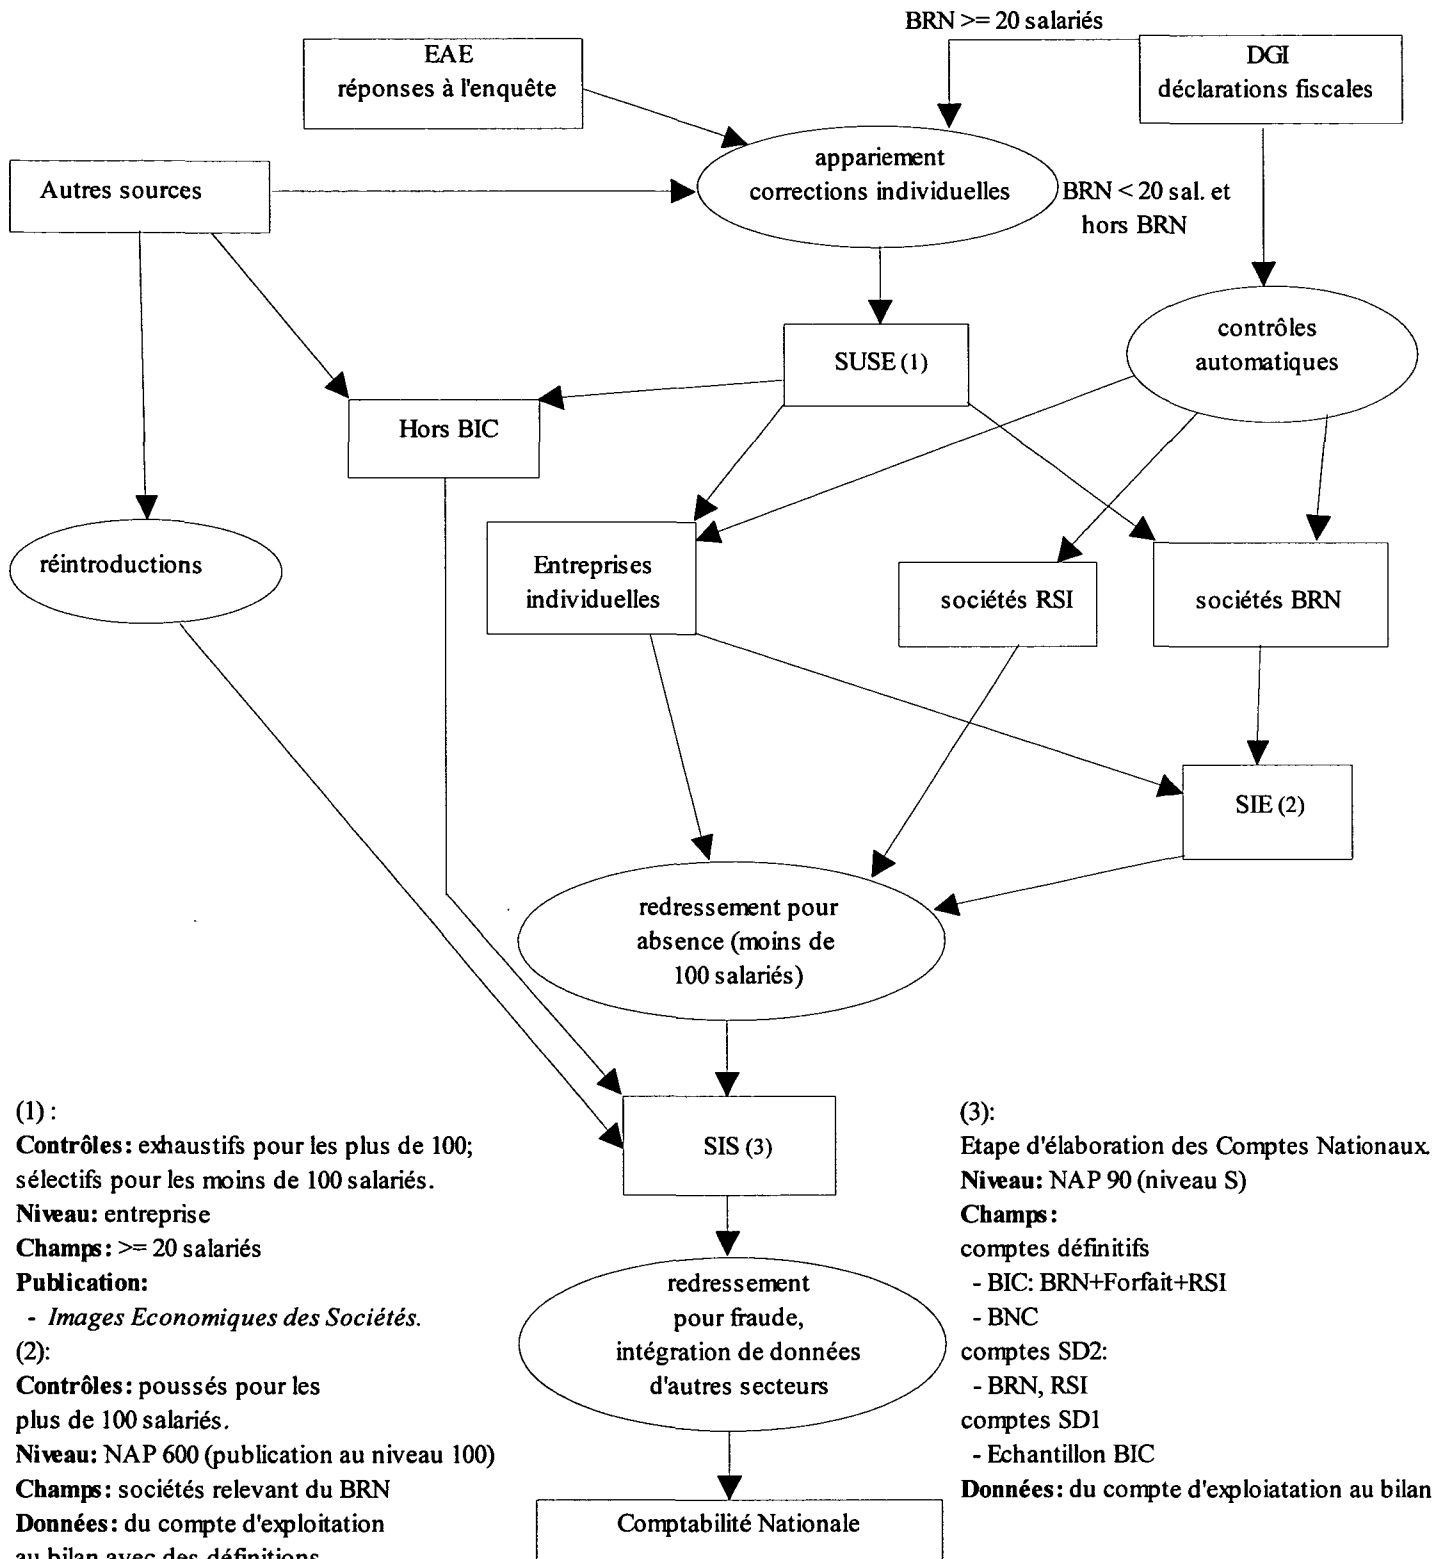 BRN >= 20 salariés
EAE
réponses à l'enquête
DGI
déclarations fiscales
Autres sources
appariement
corrections individuelles
BRN < 20 sal. et
hors BRN
contrôles
automatiques
SUSE (1)
Hors BIC
réintroductions
Entreprises
individuelles
sociétés RSI
sociétés BRN
SIE (2)
redressement pour
absence (moins de
100 salariés)
SIS (3)
redressement
pour fraude,
intégration de données
d'autres secteurs
Comptabilité Nationale
(1) :
Contrôles: exhaustifs pour les plus de 100;
sélectifs pour les moins de 100 salariés.
Niveau: entreprise
Champs: >= 20 salariés
Publication:
- Images Economiques des Sociétés.
(2):
Contrôles: poussés pour les
plus de 100 salariés.
Niveau: NAP 600 (publication au niveau 100)
Champs: sociétés relevant du BRN
Données: du compte d'exploitation
au bilan avec des définitions
(3):
Etape d'élaboration des Comptes Nationaux.
Niveau: NAP 90 (niveau S)
Champs:
comptes définitifs
- BIC: BRN+Forfait+RSI
- BNC
comptes SD2:
- BRN, RSI
comptes SD1
- Echantillon BIC
Données: du compte d'exploiatation au bilan